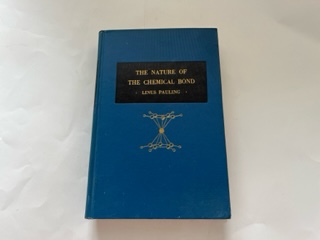 THE NATURE OF
THE CHEMICAL BOND
- LINUS PAULING -